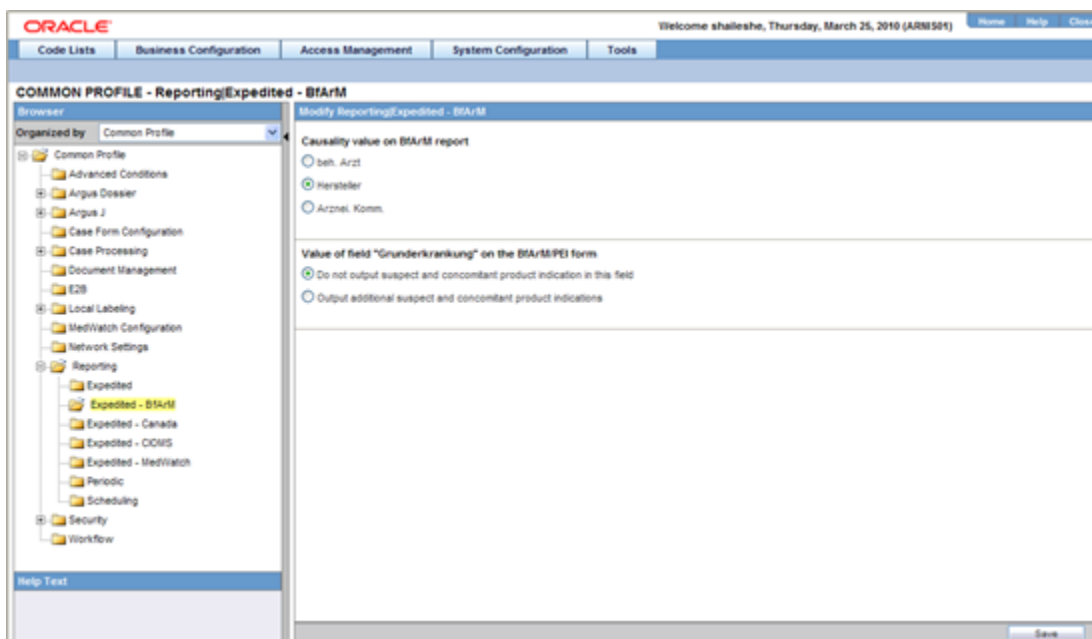 ORACLE
Welcome shaileshe, Thursday, March 25, 2010 (ARNIS01)
Home Help Close
Code Lists Business Configuration Access Management System Configuration Tools
COMMON PROFILE - Reporting|Expedited - BfArM
Browser
Organized by Common Profile
Common Profile
Advanced Conditions
Argus Dossier
Argus J
Case Form Configuration
Case Processing
Document Management
E2B
Local Labeling
MedWatch Configuration
Network Settings
Reporting
Expedited
Expedited - BfArM
Expedited - Canada
Expedited - CIOMS
Expedited - MedWatch
Periodic
Scheduling
Security
Workflow
Help Text
Modify Reporting|Expedited - BfArM
Causality value on BfArM report
beh. Arzt
Hersteller
Arznei. Komm.
Value of field "Grunderkrankung" on the BfArM/PEI form
Do not output suspect and concomitant product indication in this field
Output additional suspect and concomitant product indications
Save